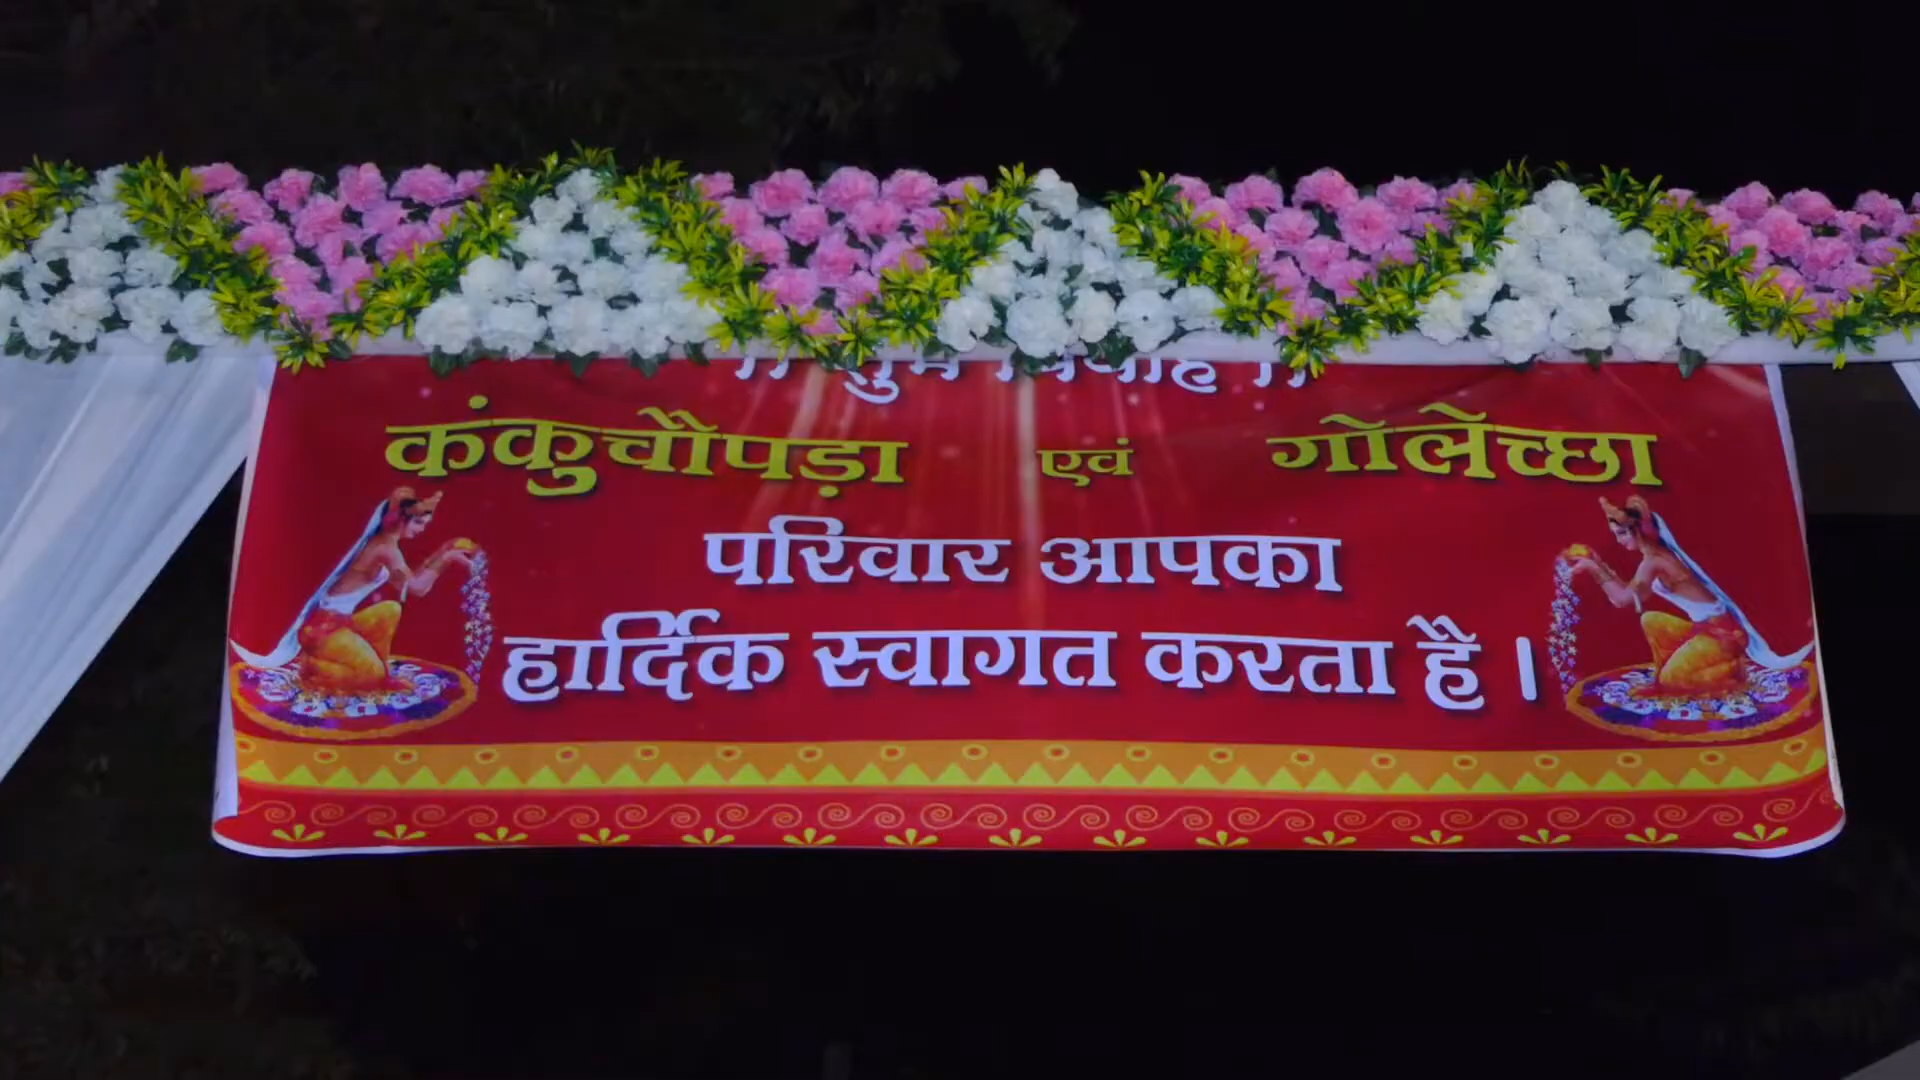 ।। शुभ विवाह ।।
कंकुचौपड़ा एवं गोलेच्छा
परिवार आपका
हार्दिक स्वागत करता है ।